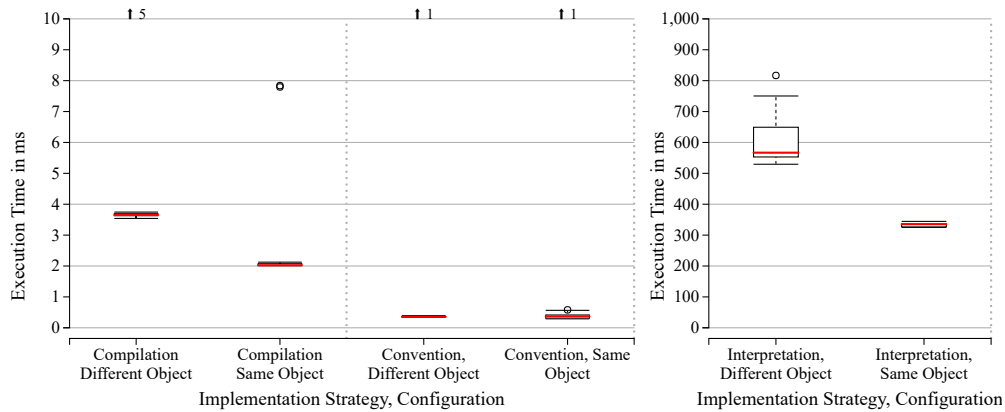 10
⬆ 5
⬆ 1
⬆ 1
9
8
7
6
5
4
3
2
1
0
Execution Time in ms
Compilation
Different Object
Compilation
Same Object
Convention,
Different Object
Convention, Same
Object
Implementation Strategy, Configuration
1,000
900
800
700
600
500
400
300
200
100
0
Execution Time in ms
Interpretation,
Different Object
Interpretation,
Same Object
Implementation Strategy, Configuration